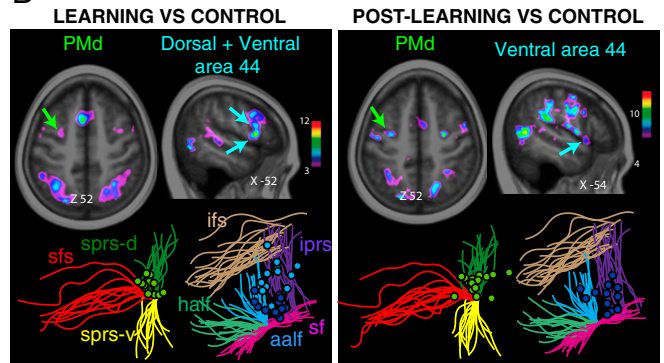 LEARNING VS CONTROL
POST-LEARNING VS CONTROL
PMd
Dorsal + Ventral
area 44
PMd
Ventral area 44
12
3
10
4
Z 52
X -52
Z 52
X -54
ifs
sprs-d
iprs
sfs
half
sf
sprs-v
aalf